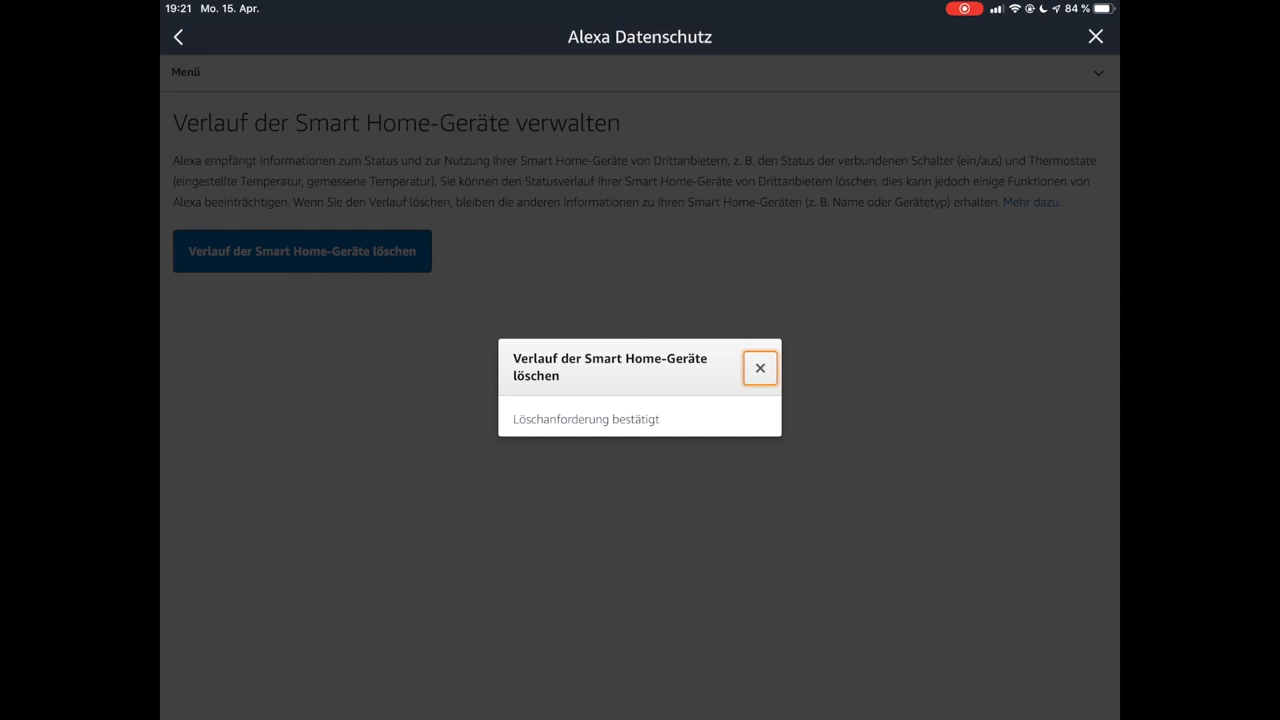 19:21 Mo. 15. Apr. 84 %
Alexa Datenschutz
Menü
Verlauf der Smart Home-Geräte verwalten
Alexa empfängt Informationen zum Status und zur Nutzung Ihrer Smart Home-Geräte von Drittanbietern, z. B. den Status der verbundenen Schalter (ein/aus) und Thermostate
(eingestellte Temperatur, gemessene Temperatur). Sie können den Statusverlauf Ihrer Smart Home-Geräte von Drittanbietern löschen, dies kann jedoch einige Funktionen von
Alexa beeinträchtigen. Wenn Sie den Verlauf löschen, bleiben die anderen Informationen zu Ihren Smart Home-Geräten (z. B. Name oder Gerätetyp) erhalten. Mehr dazu.
Verlauf der Smart Home-Geräte löschen
Verlauf der Smart Home-Geräte
löschen
Löschanforderung bestätigt